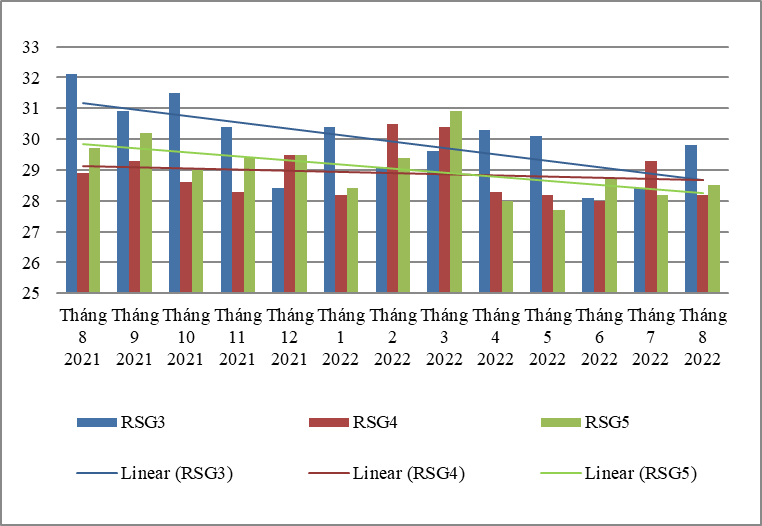 33
32
31
30
29
28
27
26
25
Tháng Tháng Tháng Tháng Tháng Tháng Tháng Tháng Tháng Tháng Tháng Tháng Tháng
8 9 10 11 12 1 2 3 4 5 6 7 8
2021 2021 2021 2021 2021 2022 2022 2022 2022 2022 2022 2022 2022
RSG3 RSG4 RSG5
Linear (RSG3) Linear (RSG4) Linear (RSG5)